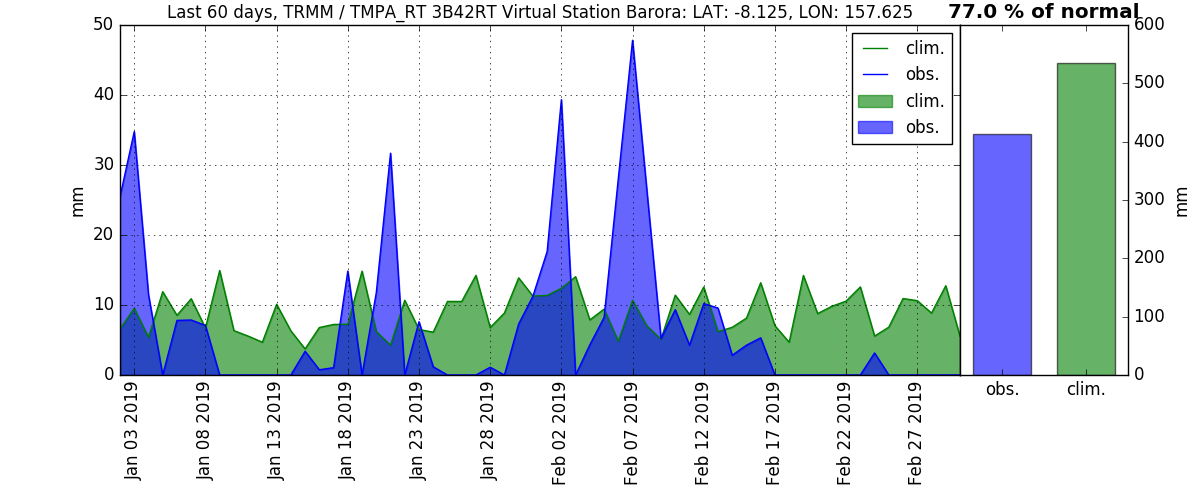 Last 60 days, TRMM / TMPA_RT 3B42RT Virtual Station Barora: LAT: -8.125, LON: 157.625
77.0 % of normal
50
40
30
20
10
0
mm
clim.
obs.
clim.
obs.
600
500
400
300
200
100
0
mm
obs.
clim.
Jan 03 2019
Jan 08 2019
Jan 13 2019
Jan 18 2019
Jan 23 2019
Jan 28 2019
Feb 02 2019
Feb 07 2019
Feb 12 2019
Feb 17 2019
Feb 22 2019
Feb 27 2019